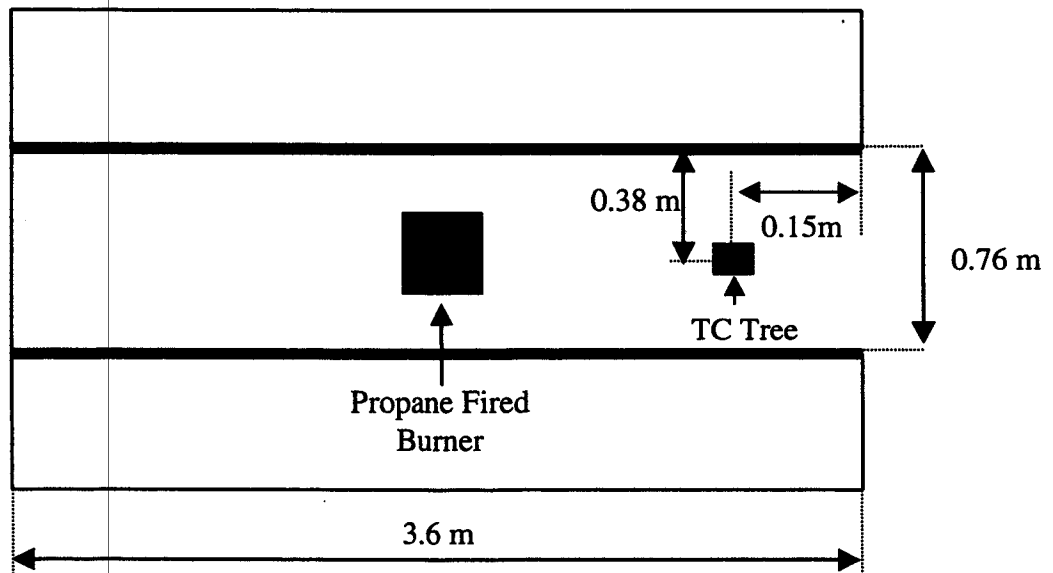 0.38 m
0.15m
0.76 m
TC Tree
Propane Fired
Burner
3.6 m